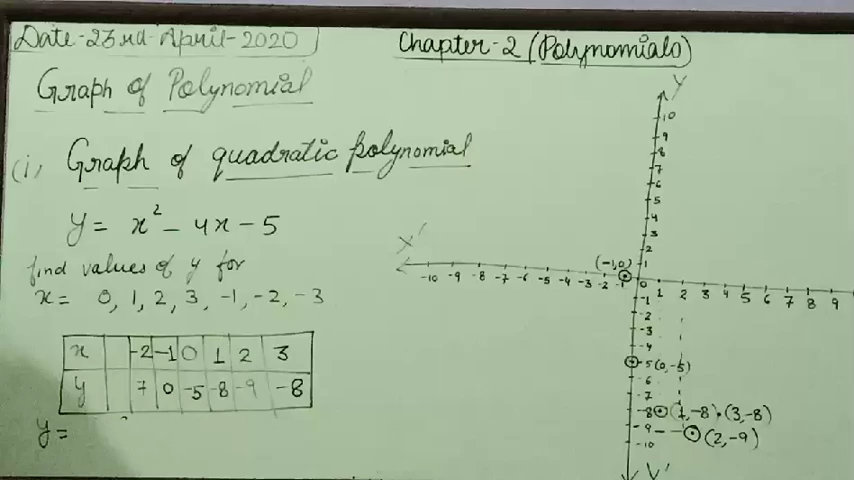 Date-23rd-April-2020
Chapter-2 (Polynomials)
Graph of Polynomial
(i) Graph of quadratic polynomial
y = x² - 4x - 5
find values of y for
x = 0, 1, 2, 3, -1, -2, -3
x -2 -1 0 1 2 3
y 7 0 -5 -8 -9 -8
y =
Y
10
9
8
7
6
5
4
3
2
1
X'
(-1,0)
-10 -9 -8 -7 -6 -5 -4 -3 -2 -1 0 1 2 3 4 5 6 7 8 9
-1
-2
-3
-4
-5 (0,-5)
-6
-7
-8 (1,-8) (3,-8)
-9 (2,-9)
-10
Y'